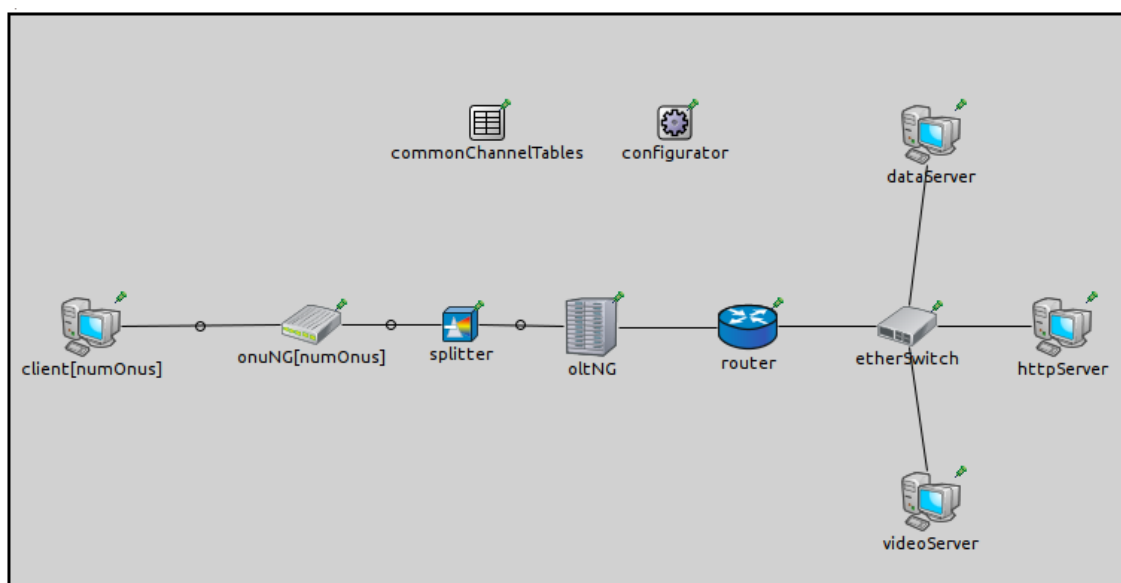 commonChannelTables
configurator
dataServer
client[numOnus]
onuNG[numOnus]
splitter
oltNG
router
etherSwitch
httpServer
videoServer